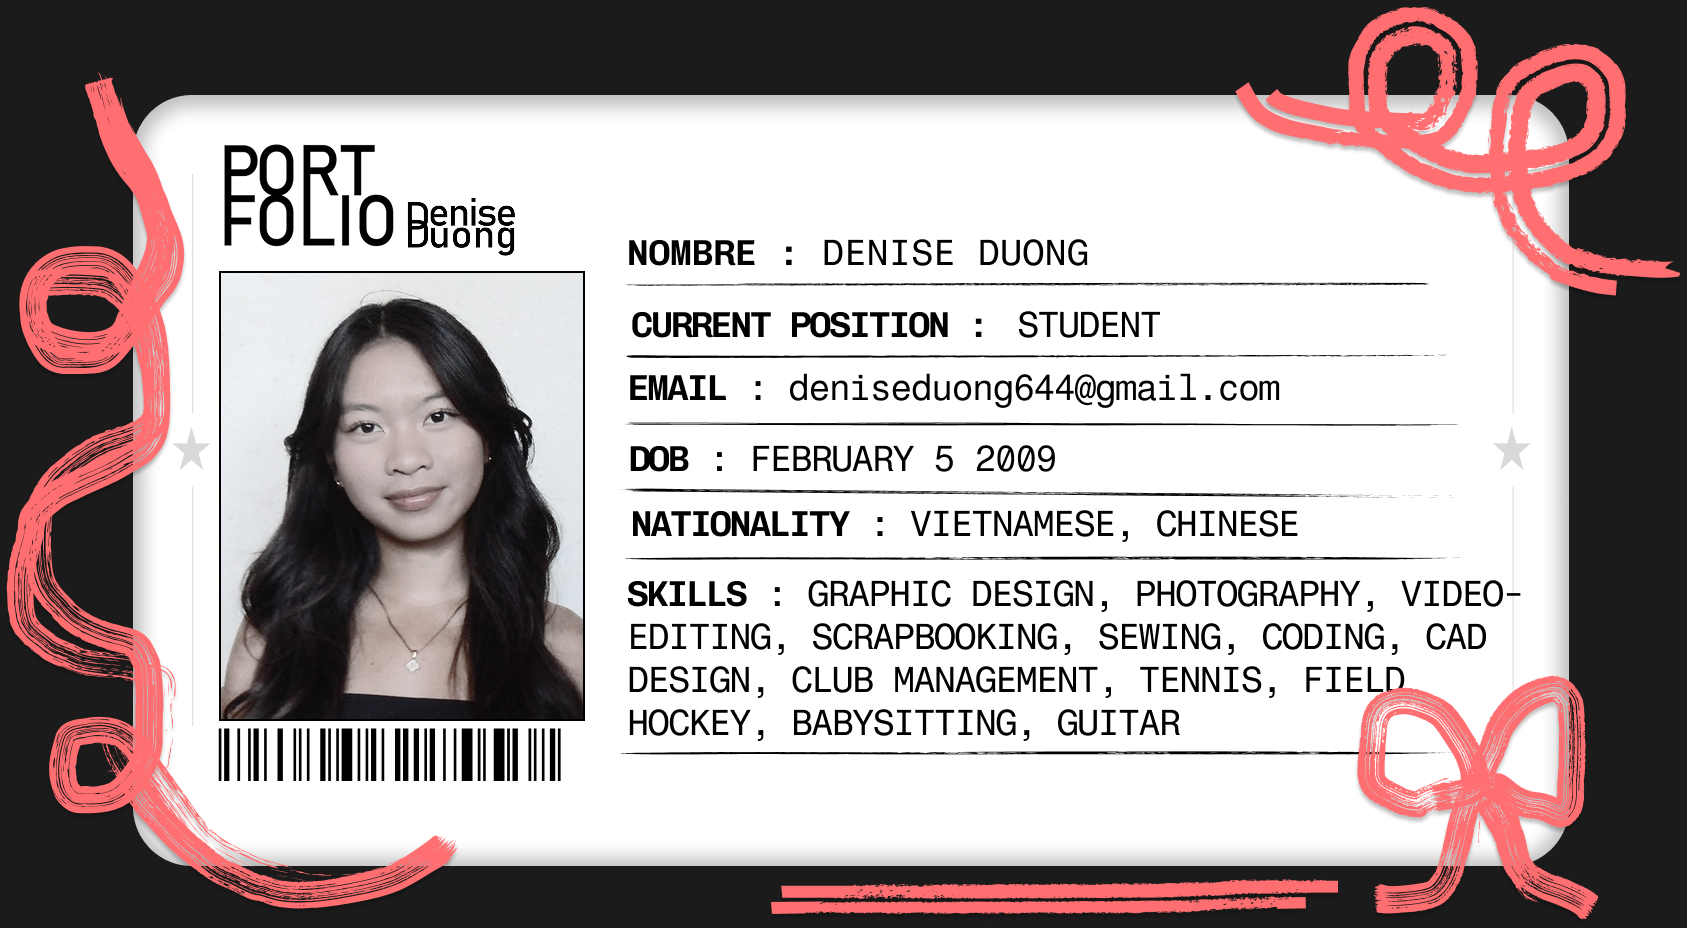 PORT
FOLIO Denise
Duong
NOMBRE : DENISE DUONG
CURRENT POSITION : STUDENT
EMAIL : deniseduong644@gmail.com
DOB : FEBRUARY 5 2009
NATIONALITY : VIETNAMESE, CHINESE
SKILLS : GRAPHIC DESIGN, PHOTOGRAPHY, VIDEO-
EDITING, SCRAPBOOKING, SEWING, CODING, CAD
DESIGN, CLUB MANAGEMENT, TENNIS, FIELD
HOCKEY, BABYSITTING, GUITAR